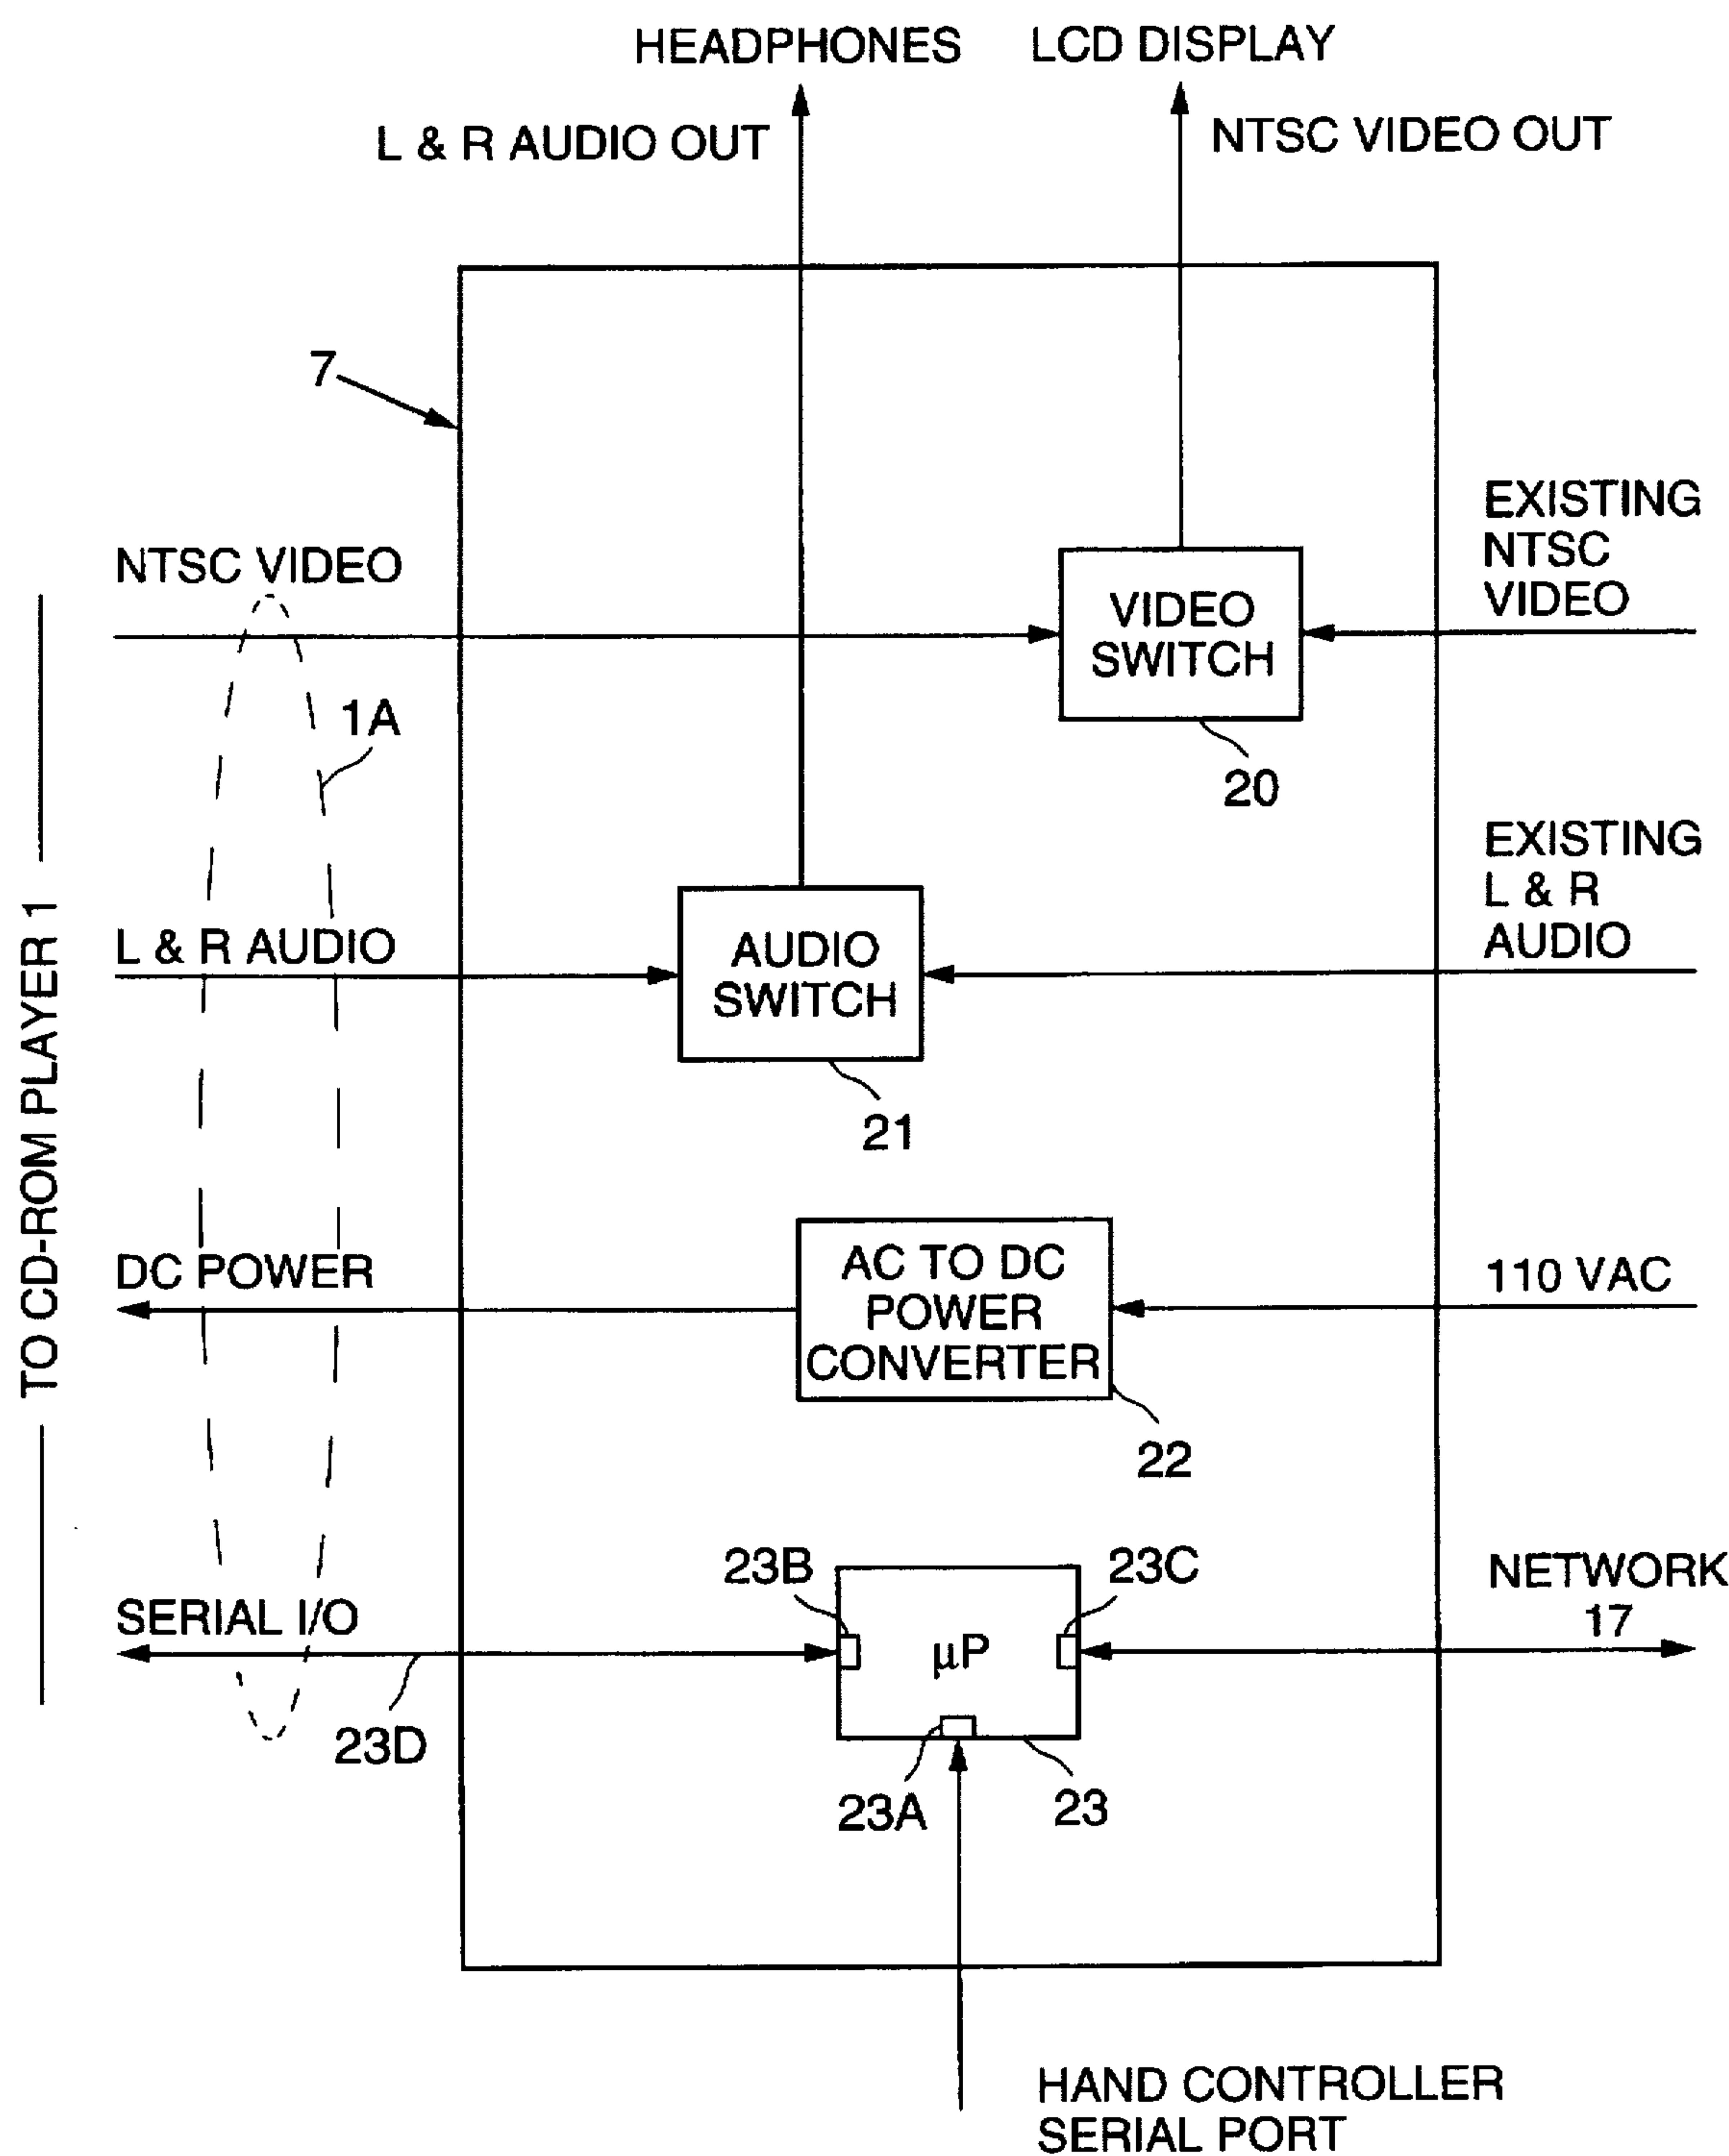 HEADPHONES
LCD DISPLAY
L & R AUDIO OUT
NTSC VIDEO OUT
7
EXISTING
NTSC
VIDEO
NTSC VIDEO
VIDEO
SWITCH
1A
20
EXISTING
L & R
AUDIO
L & R AUDIO
AUDIO
SWITCH
21
TO CD-ROM PLAYER 1
DC POWER
AC TO DC
POWER
CONVERTER
110 VAC
22
23B
23C
NETWORK
17
SERIAL I/O
µP
23D
23A
23
HAND CONTROLLER
SERIAL PORT